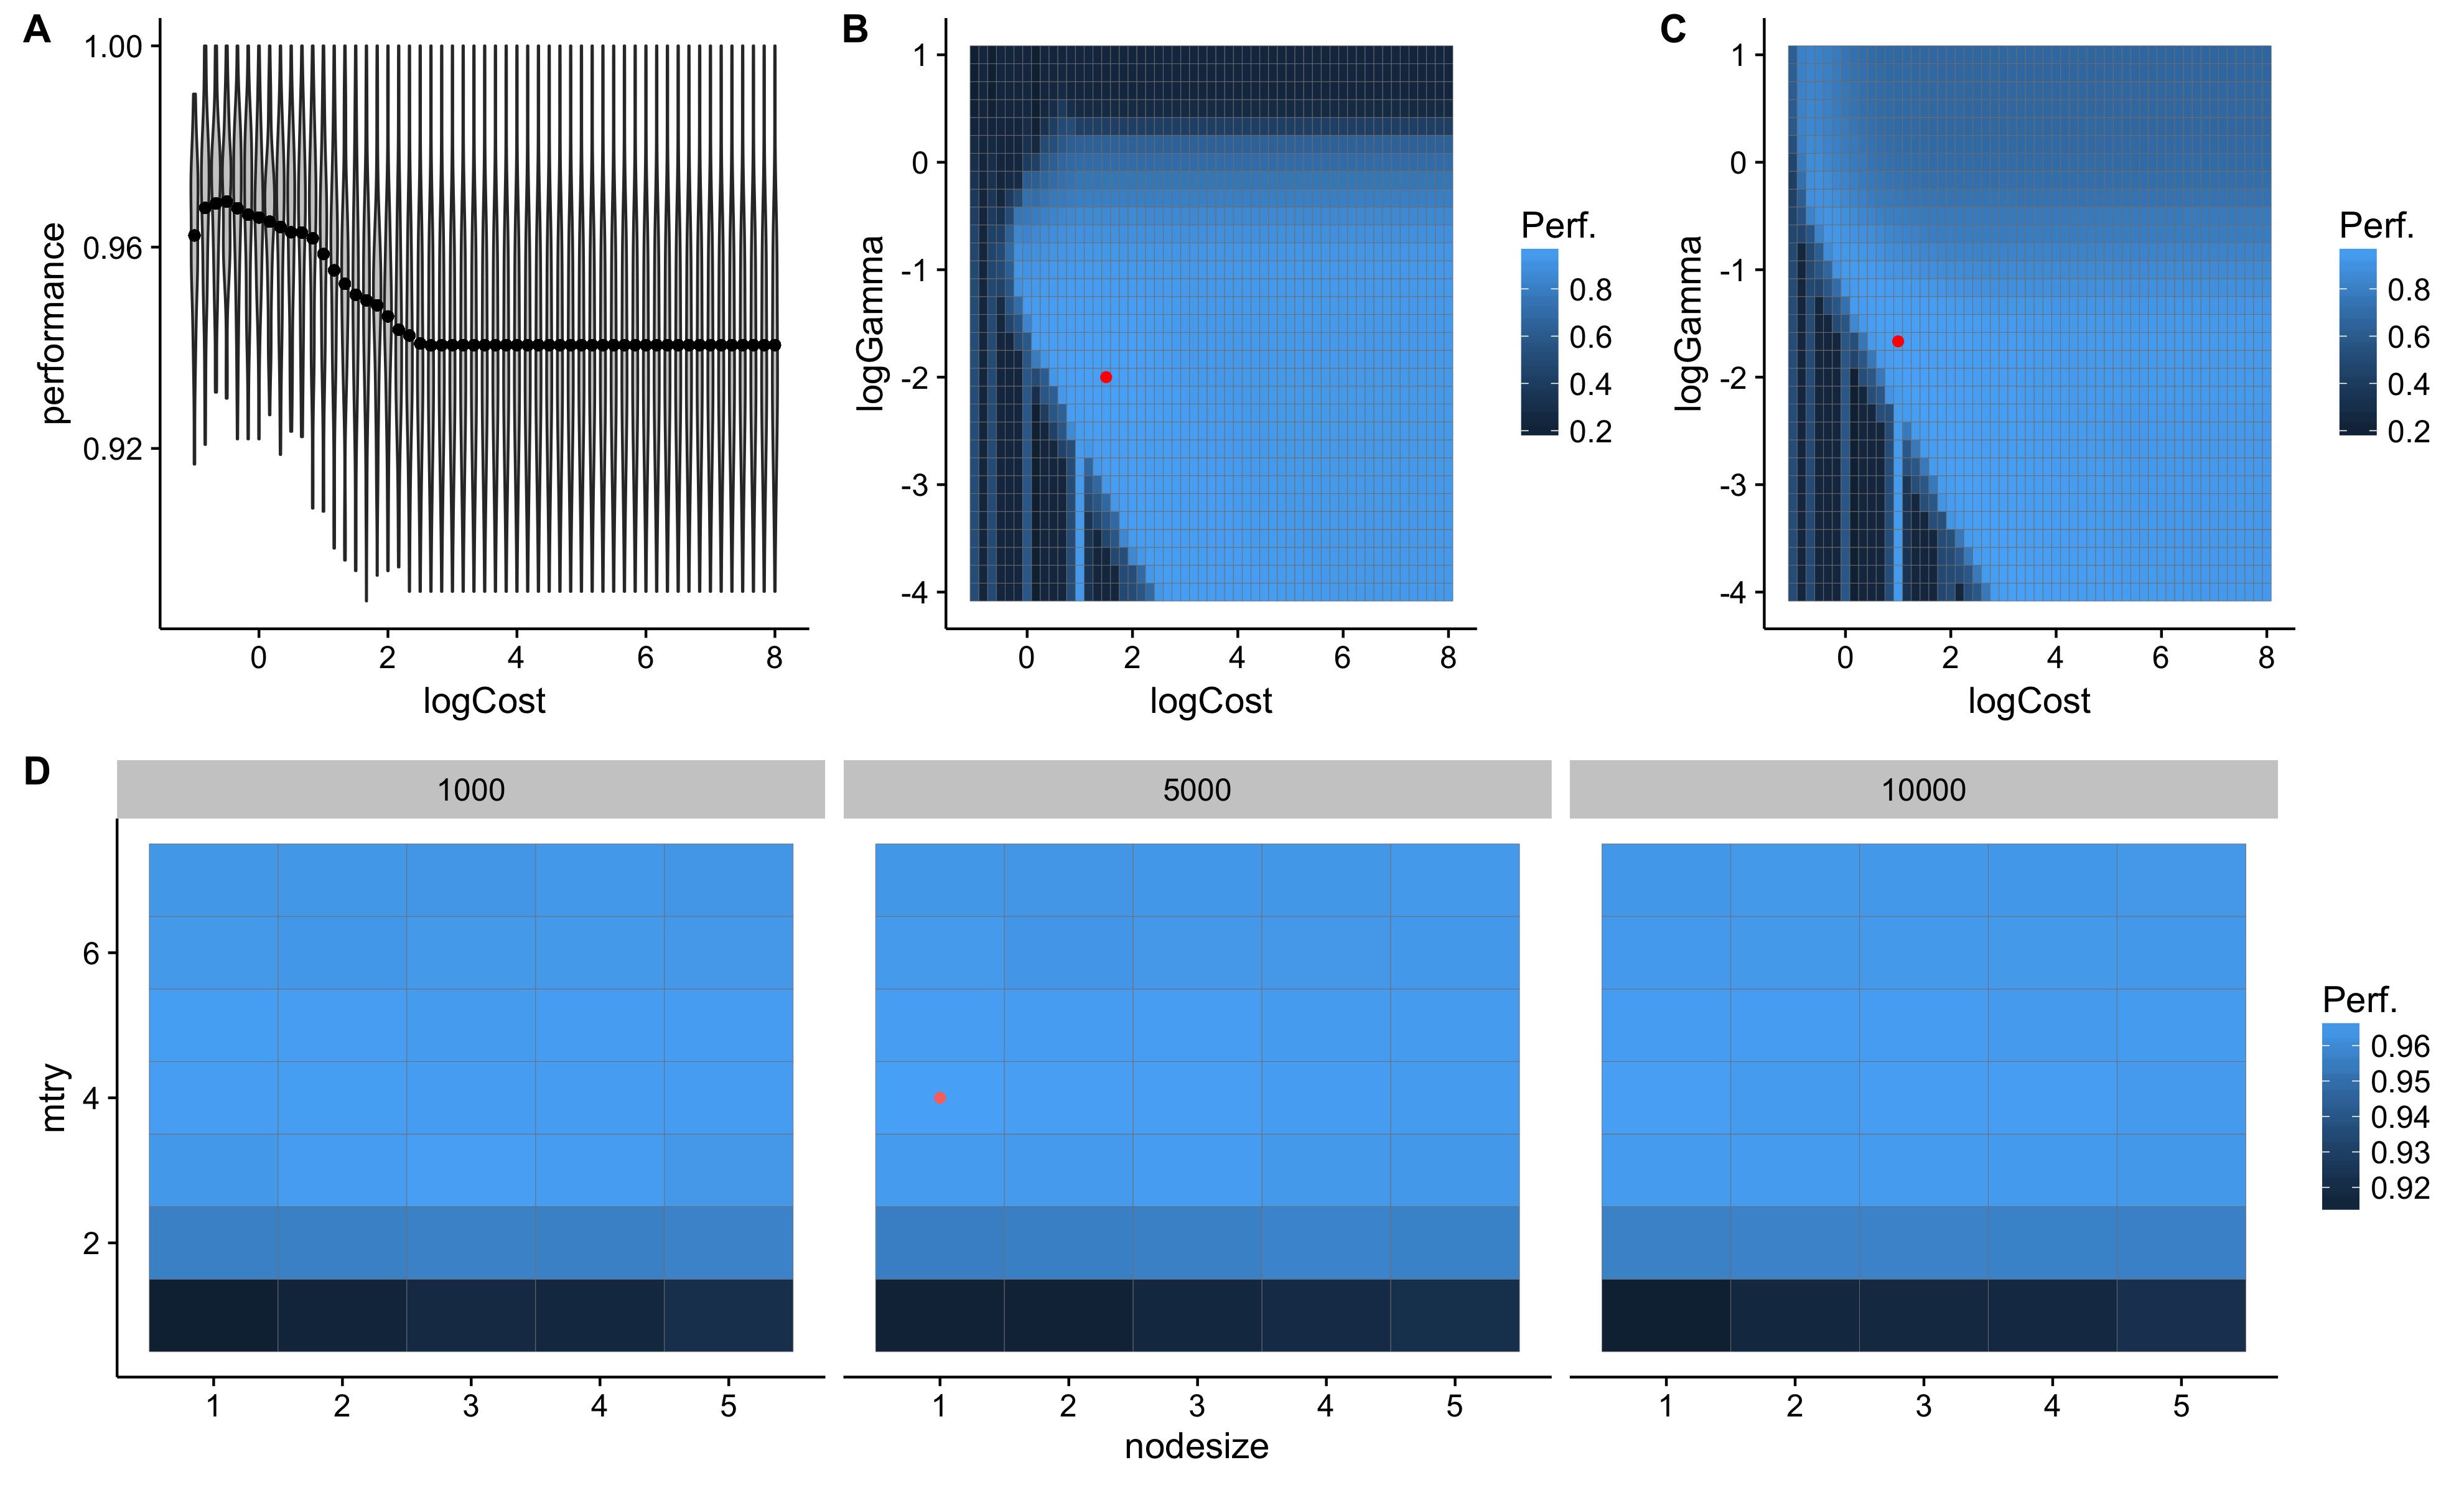 A
1.00
0.96
0.92
performance
0 2 4 6 8
logCost
B
1
0
-1
-2
-3
-4
logGamma
0 2 4 6 8
logCost
Perf.
0.8
0.6
0.4
0.2
C
1
0
-1
-2
-3
-4
logGamma
0 2 4 6 8
logCost
Perf.
0.8
0.6
0.4
0.2
D
1000 5000 10000
6
4
2
mtry
1 2 3 4 5 1 2 3 4 5 1 2 3 4 5
nodesize
Perf.
0.96
0.95
0.94
0.93
0.92